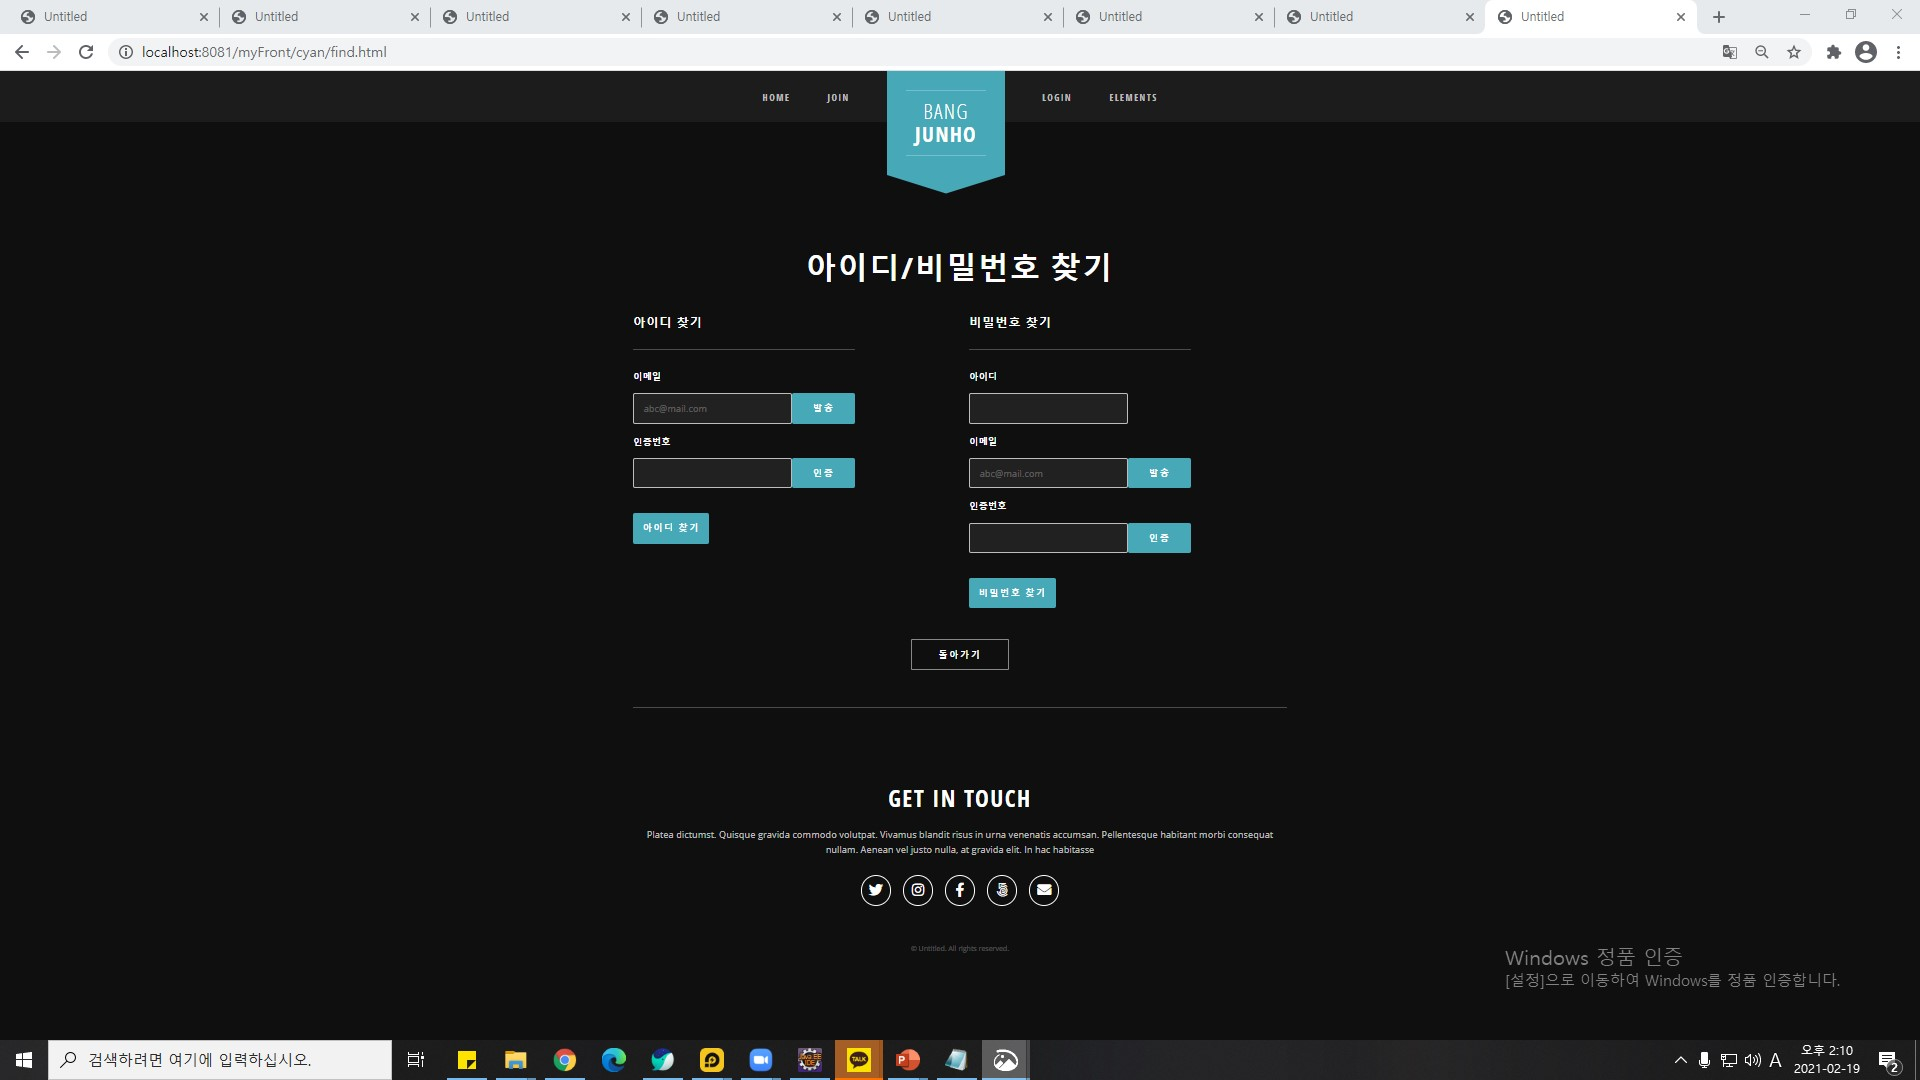 Untitled Untitled Untitled Untitled Untitled Untitled Untitled Untitled
localhost:8081/myFront/cyan/find.html
HOME JOIN LOGIN ELEMENTS
BANG
JUNHO
아이디/비밀번호 찾기
아이디 찾기
이메일
abc@mail.com 발송
인증번호
인증
아이디 찾기
비밀번호 찾기
아이디
이메일
abc@mail.com 발송
인증번호
인증
비밀번호 찾기
돌아가기
GET IN TOUCH
Platea dictumst. Quisque gravida commodo volutpat. Vivamus blandit risus in urna venenatis accumsan. Pellentesque habitant morbi consequat
nullam. Aenean vel justo nulla, at gravida elit. In hac habitasse
© Untitled. All rights reserved.
Windows 정품 인증
[설정]으로 이동하여 Windows를 정품 인증합니다.
검색하려면 여기에 입력하십시오.
TALK
A
오후 2:10
2021-02-19
2